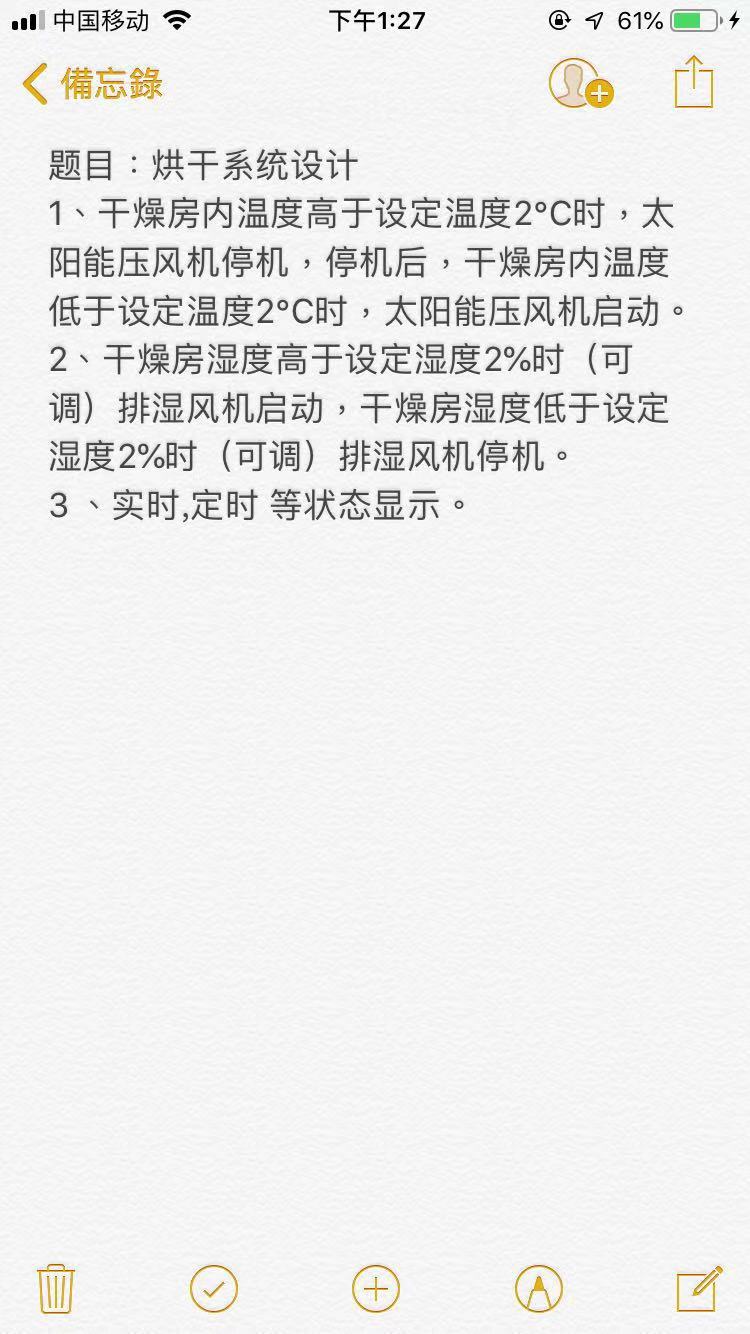 中国移动 下午1:27 61%
備忘錄
题目：烘干系统设计
1、干燥房内温度高于设定温度2°C时，太
阳能压风机停机，停机后，干燥房内温度
低于设定温度2°C时，太阳能压风机启动。
2、干燥房湿度高于设定湿度2%时（可
调）排湿风机启动，干燥房湿度低于设定
湿度2%时（可调）排湿风机停机。
3 、实时,定时 等状态显示。